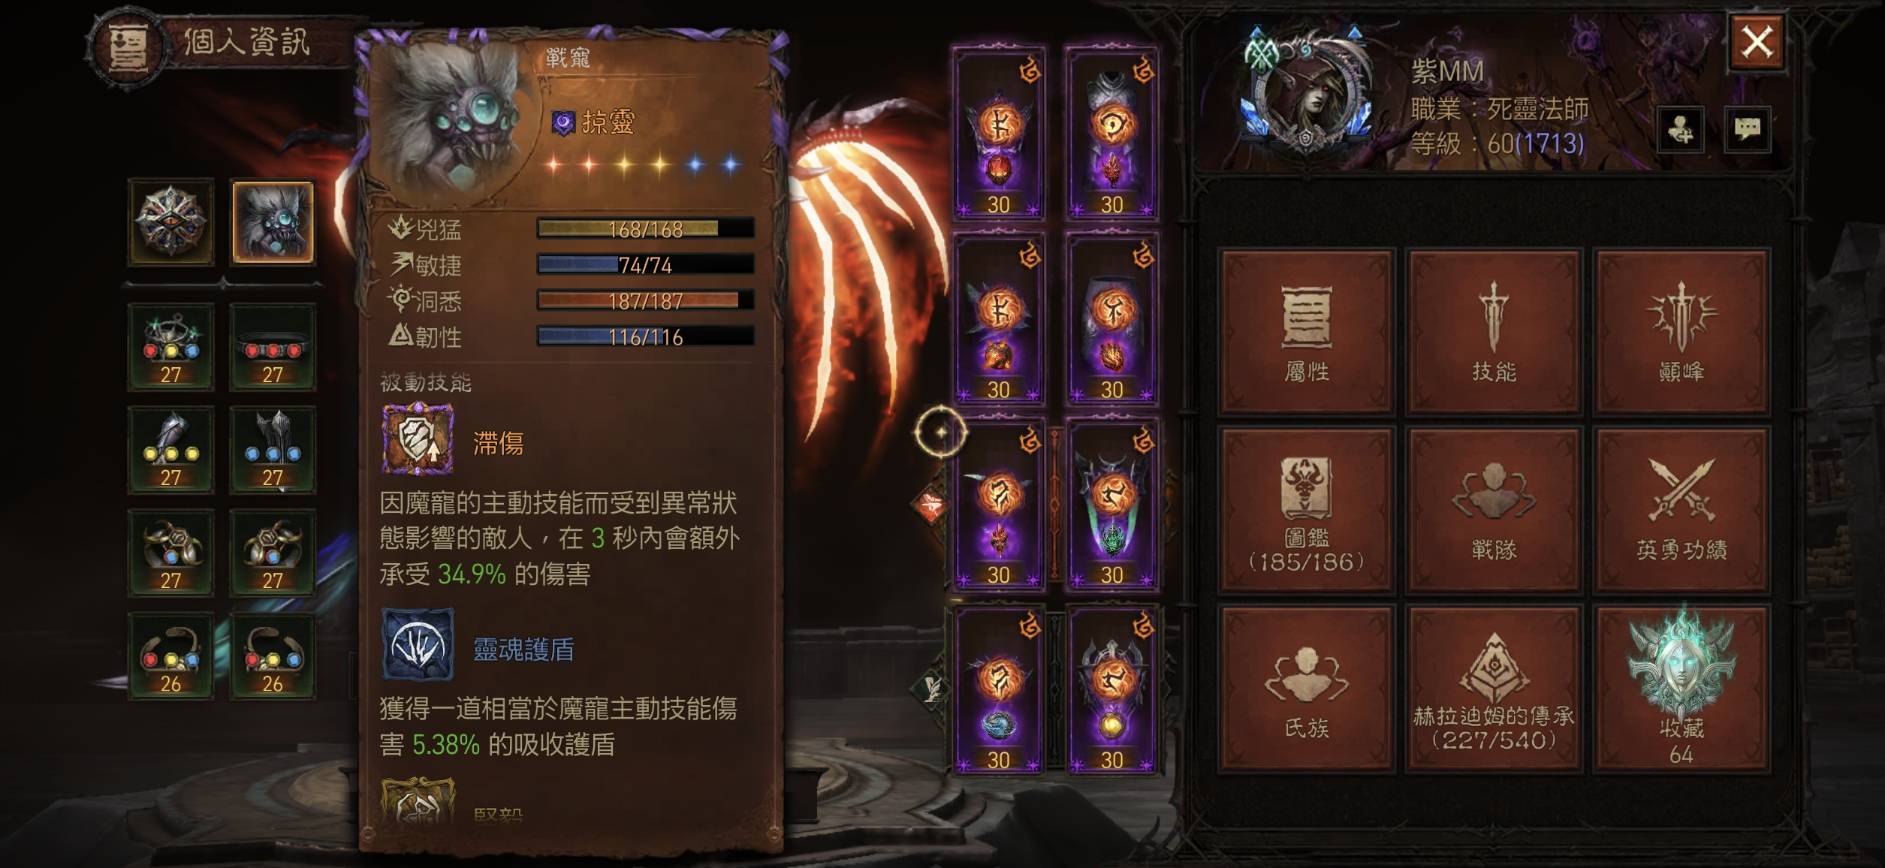 個人資訊
27
27
27
27
27
27
26
26
戰寵
掠靈
兇猛 168/168
敏捷 74/74
洞悉 187/187
韌性 116/116
被動技能
滯傷
因魔寵的主動技能而受到異常狀
態影響的敵人，在 3 秒內會額外
承受 34.9% 的傷害
靈魂護盾
獲得一道相當於魔寵主動技能傷
害 5.38% 的吸收護盾
堅毅
30
30
30
30
30
30
30
30
紫MM
職業：死靈法師
等級：60(1713)
屬性
技能
巔峰
圖鑑
(185/186)
戰隊
英勇功績
氏族
赫拉迪姆的傳承
(227/540)
收藏
64